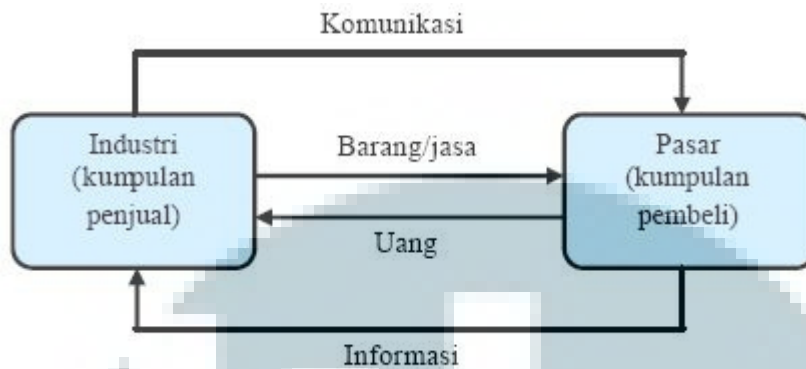 Komunikasi
Industri
(kumpulan
penjual)
Barang/jasa
Uang
Pasar
(kumpulan
pembeli)
Informasi